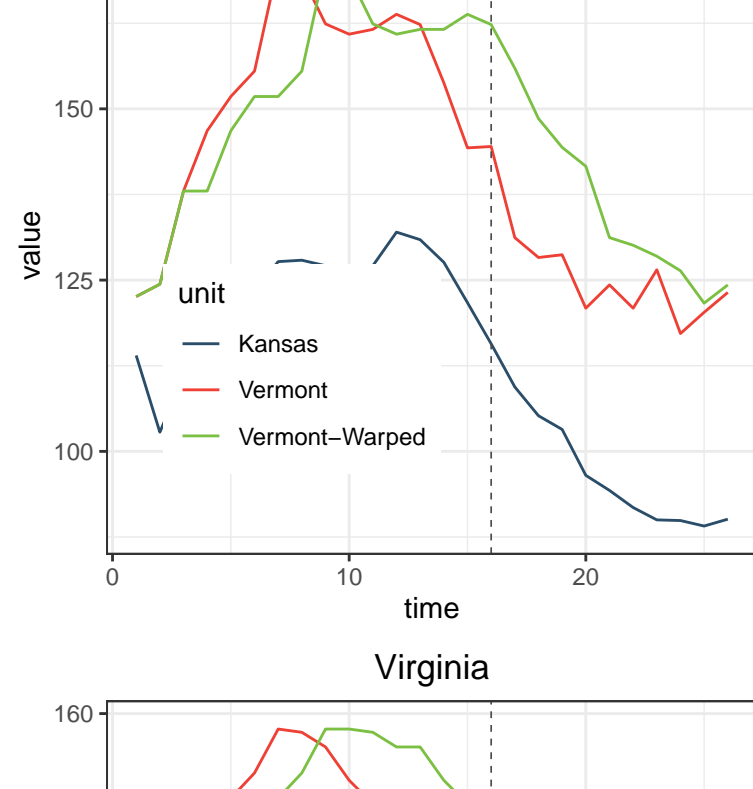 150
value
125
unit
Kansas
Vermont
Vermont−Warped
100
0 10 20
time
Virginia
160